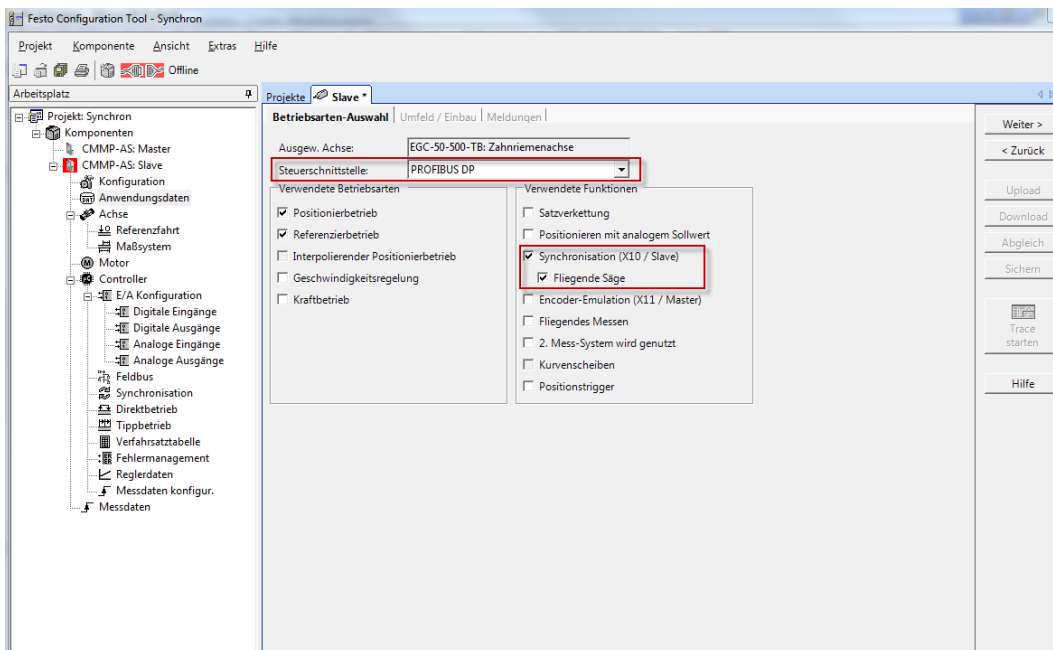 Festo Configuration Tool - Synchron
Projekt Komponente Ansicht Extras Hilfe
Offline
Arbeitsplatz
Projekt: Synchron
Komponenten
CMMP-AS: Master
CMMP-AS: Slave
Konfiguration
Anwendungsdaten
Achse
Referenzfahrt
Maßsystem
Motor
Controller
E/A Konfiguration
Digitale Eingänge
Digitale Ausgänge
Analoge Eingänge
Analoge Ausgänge
Feldbus
Synchronisation
Direktbetrieb
Tippbetrieb
Verfahrsatztabelle
Fehlermanagement
Reglerdaten
Messdaten konfigur.
Messdaten
Projekte Slave *
Betriebsarten-Auswahl Umfeld / Einbau Meldungen
Ausgew. Achse: EGC-50-500-TB: Zahnriemenachse
Steuerschnittstelle: PROFIBUS DP
Verwendete Betriebsarten
Positionierbetrieb
Referenzierbetrieb
Interpolierender Positionierbetrieb
Geschwindigkeitsregelung
Kraftbetrieb
Verwendete Funktionen
Satzverkettung
Positionieren mit analogem Sollwert
Synchronisation (X10 / Slave)
Fliegende Säge
Encoder-Emulation (X11 / Master)
Fliegendes Messen
2. Mess-System wird genutzt
Kurvenscheiben
Positionstrigger
Weiter >
< Zurück
Upload
Download
Abgleich
Sichern
Trace
starten
Hilfe